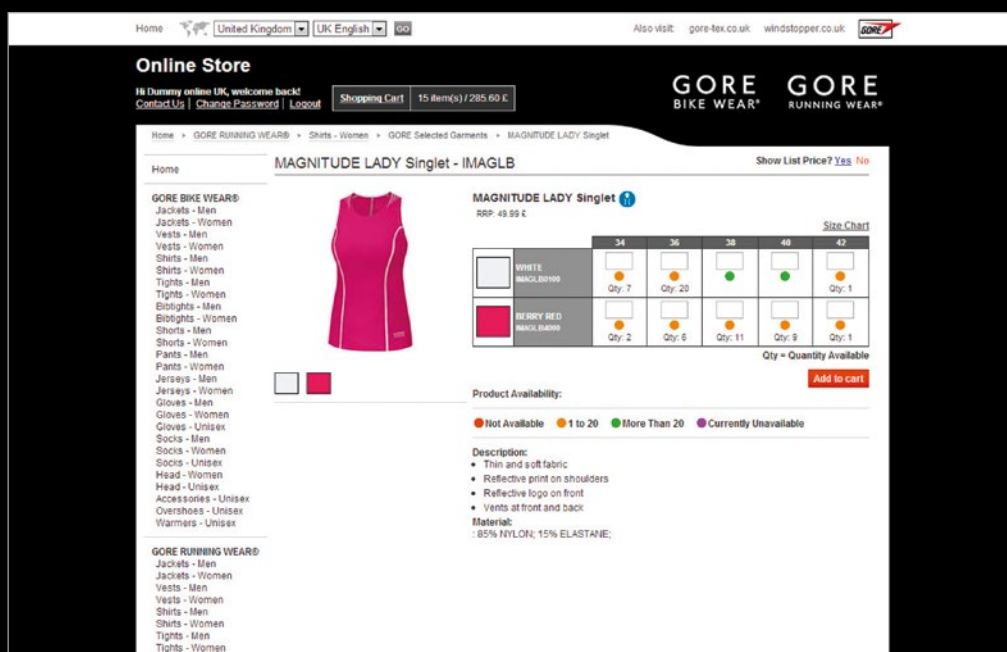 Home United Kingdom UK English GO Also visit: gore-tex.co.uk windstopper.co.uk GORE
Online Store
Hi Dummy online UK, welcome back!
Contact Us | Change Password | Logout Shopping Cart 15 item(s) / 285.60 £
GORE BIKE WEAR® GORE RUNNING WEAR®
Home GORE RUNNING WEAR® Shirts - Women GORE Selected Garments MAGNITUDE LADY Singlet
Home
GORE BIKE WEAR®
Jackets - Men
Jackets - Women
Vests - Men
Vests - Women
Shirts - Men
Shirts - Women
Tights - Men
Tights - Women
Bibtights - Men
Bibtights - Women
Shorts - Men
Shorts - Women
Pants - Men
Pants - Women
Jerseys - Men
Jerseys - Women
Gloves - Men
Gloves - Women
Gloves - Unisex
Socks - Men
Socks - Women
Socks - Unisex
Head - Women
Head - Unisex
Accessories - Unisex
Overshoes - Unisex
Warmers - Unisex
GORE RUNNING WEAR®
Jackets - Men
Jackets - Women
Vests - Men
Vests - Women
Shirts - Men
Shirts - Women
Tights - Men
Tights - Women
MAGNITUDE LADY Singlet - IMAGLB Show List Price? Yes No
MAGNITUDE LADY Singlet
RRP: 49.99 £
Size Chart
34 36 38 40 42
WHITE
IMAGLB0100
Qty: 7 Qty: 20 Qty: 1
BERRY RED
IMAGLB4000
Qty: 2 Qty: 6 Qty: 11 Qty: 9 Qty: 1
Qty = Quantity Available
Add to cart
Product Availability:
Not Available 1 to 20 More Than 20 Currently Unavailable
Description:
Thin and soft fabric
Reflective print on shoulders
Reflective logo on front
Vents at front and back
Material:
: 85% NYLON; 15% ELASTANE;